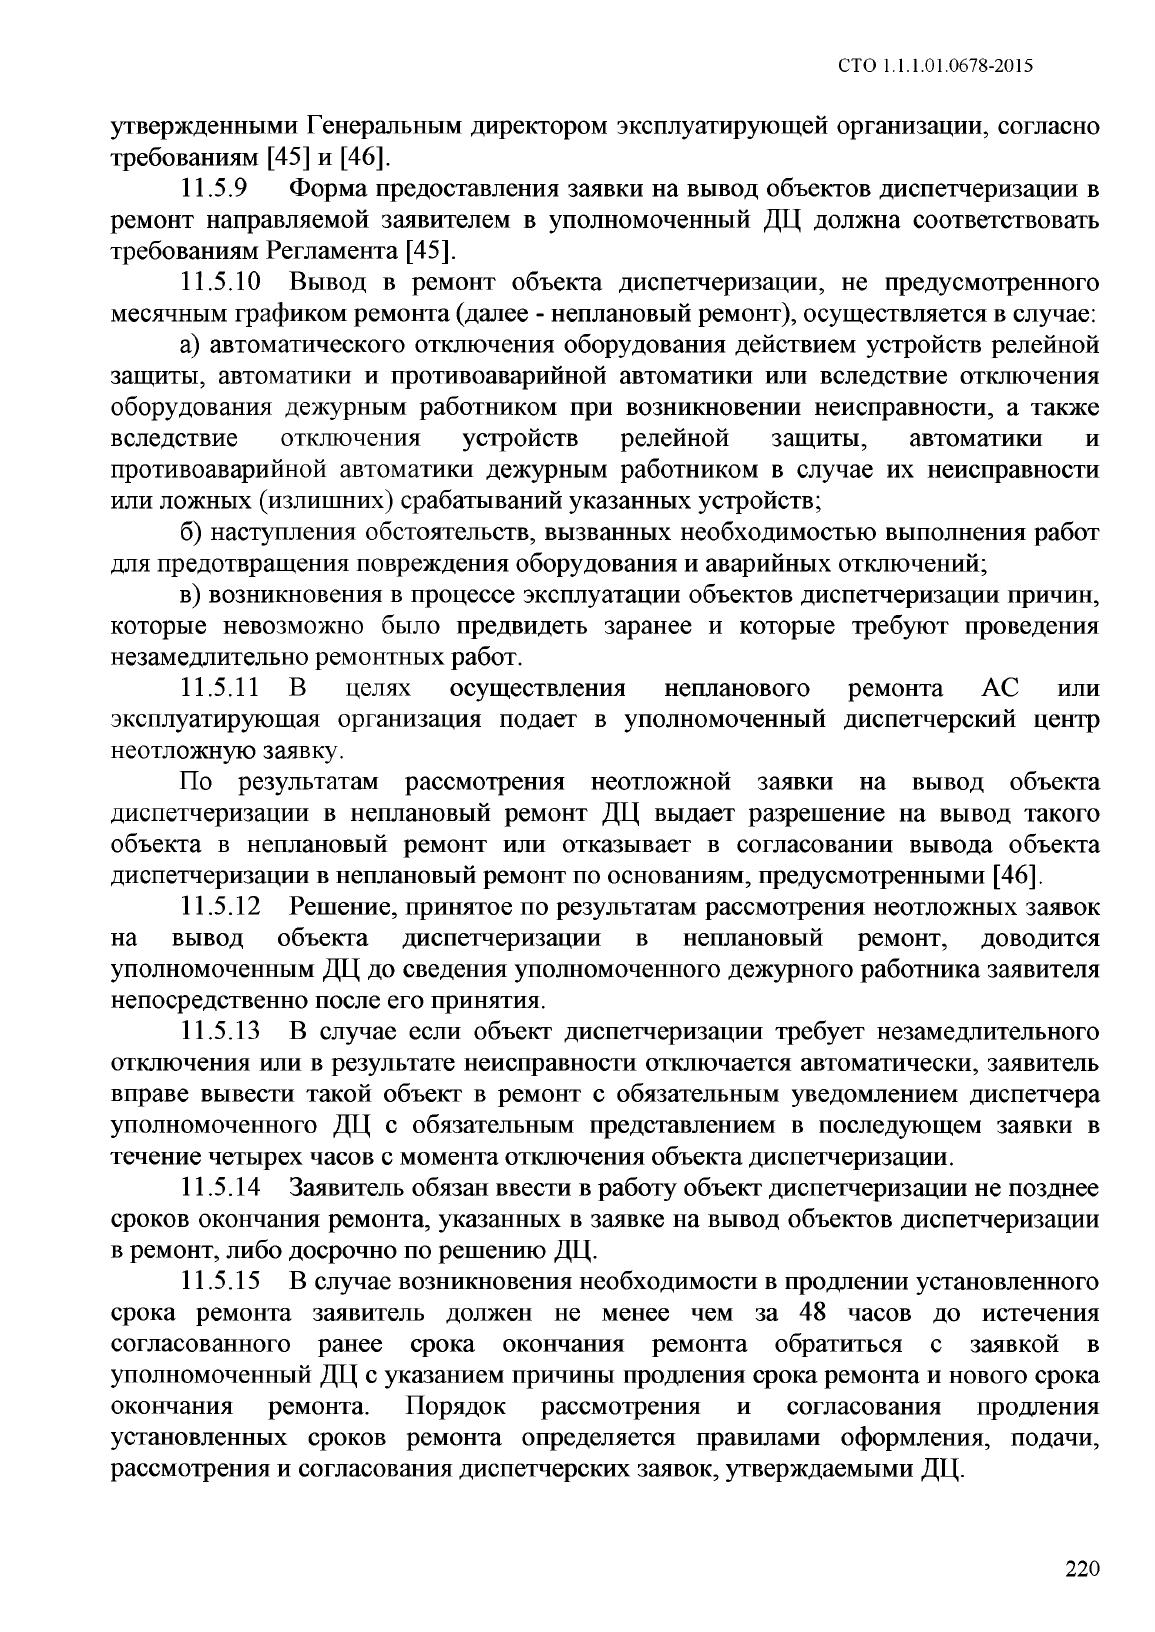 СТО 1.1.1.01.0678-2015
утвержденными Генеральным директором эксплуатирующей организации, согласно
требованиям [45] и [46].
11.5.9 Форма предоставления заявки на вывод объектов диспетчеризации в
ремонт направляемой заявителем в уполномоченный ДЦ должна соответствовать
требованиям Регламента [45].
11.5.10 Вывод в ремонт объекта диспетчеризации, не предусмотренного
месячным графиком ремонта (далее - неплановый ремонт), осуществляется в случае:
а) автоматического отключения оборудования действием устройств релейной
защиты, автоматики и противоаварийной автоматики или вследствие отключения
оборудования дежурным работником при возникновении неисправности, а также
вследствие отключения устройств релейной защиты, автоматики и
противоаварийной автоматики дежурным работником в случае их неисправности
или ложных (излишних) срабатываний указанных устройств;
б) наступления обстоятельств, вызванных необходимостью выполнения работ
для предотвращения повреждения оборудования и аварийных отключений;
в) возникновения в процессе эксплуатации объектов диспетчеризации причин,
которые невозможно было предвидеть заранее и которые требуют проведения
незамедлительно ремонтных работ.
11.5.11 В целях осуществления непланового ремонта АС или
эксплуатирующая организация подает в уполномоченный диспетчерский центр
неотложную заявку.
По результатам рассмотрения неотложной заявки на вывод объекта
диспетчеризации в неплановый ремонт ДЦ выдает разрешение на вывод такого
объекта в неплановый ремонт или отказывает в согласовании вывода объекта
диспетчеризации в неплановый ремонт по основаниям, предусмотренными [46].
11.5.12 Решение, принятое по результатам рассмотрения неотложных заявок
на вывод объекта диспетчеризации в неплановый ремонт, доводится
уполномоченным ДЦ до сведения уполномоченного дежурного работника заявителя
непосредственно после его принятия.
11.5.13 В случае если объект диспетчеризации требует незамедлительного
отключения или в результате неисправности отключается автоматически, заявитель
вправе вывести такой объект в ремонт с обязательным уведомлением диспетчера
уполномоченного ДЦ с обязательным представлением в последующем заявки в
течение четырех часов с момента отключения объекта диспетчеризации.
11.5.14 Заявитель обязан ввести в работу объект диспетчеризации не позднее
сроков окончания ремонта, указанных в заявке на вывод объектов диспетчеризации
в ремонт, либо досрочно по решению ДЦ.
11.5.15 В случае возникновения необходимости в продлении установленного
срока ремонта заявитель должен не менее чем за 48 часов до истечения
согласованного ранее срока окончания ремонта обратиться с заявкой в
уполномоченный ДЦ с указанием причины продления срока ремонта и нового срока
окончания ремонта. Порядок рассмотрения и согласования продления
установленных сроков ремонта определяется правилами оформления, подачи,
рассмотрения и согласования диспетчерских заявок, утверждаемыми ДЦ.
220